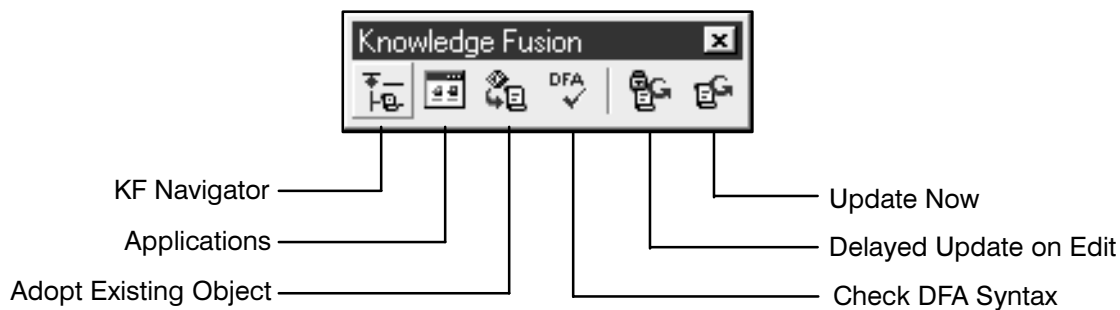 Knowledge Fusion
DFA
KF Navigator
Update Now
Applications
Delayed Update on Edit
Adopt Existing Object
Check DFA Syntax